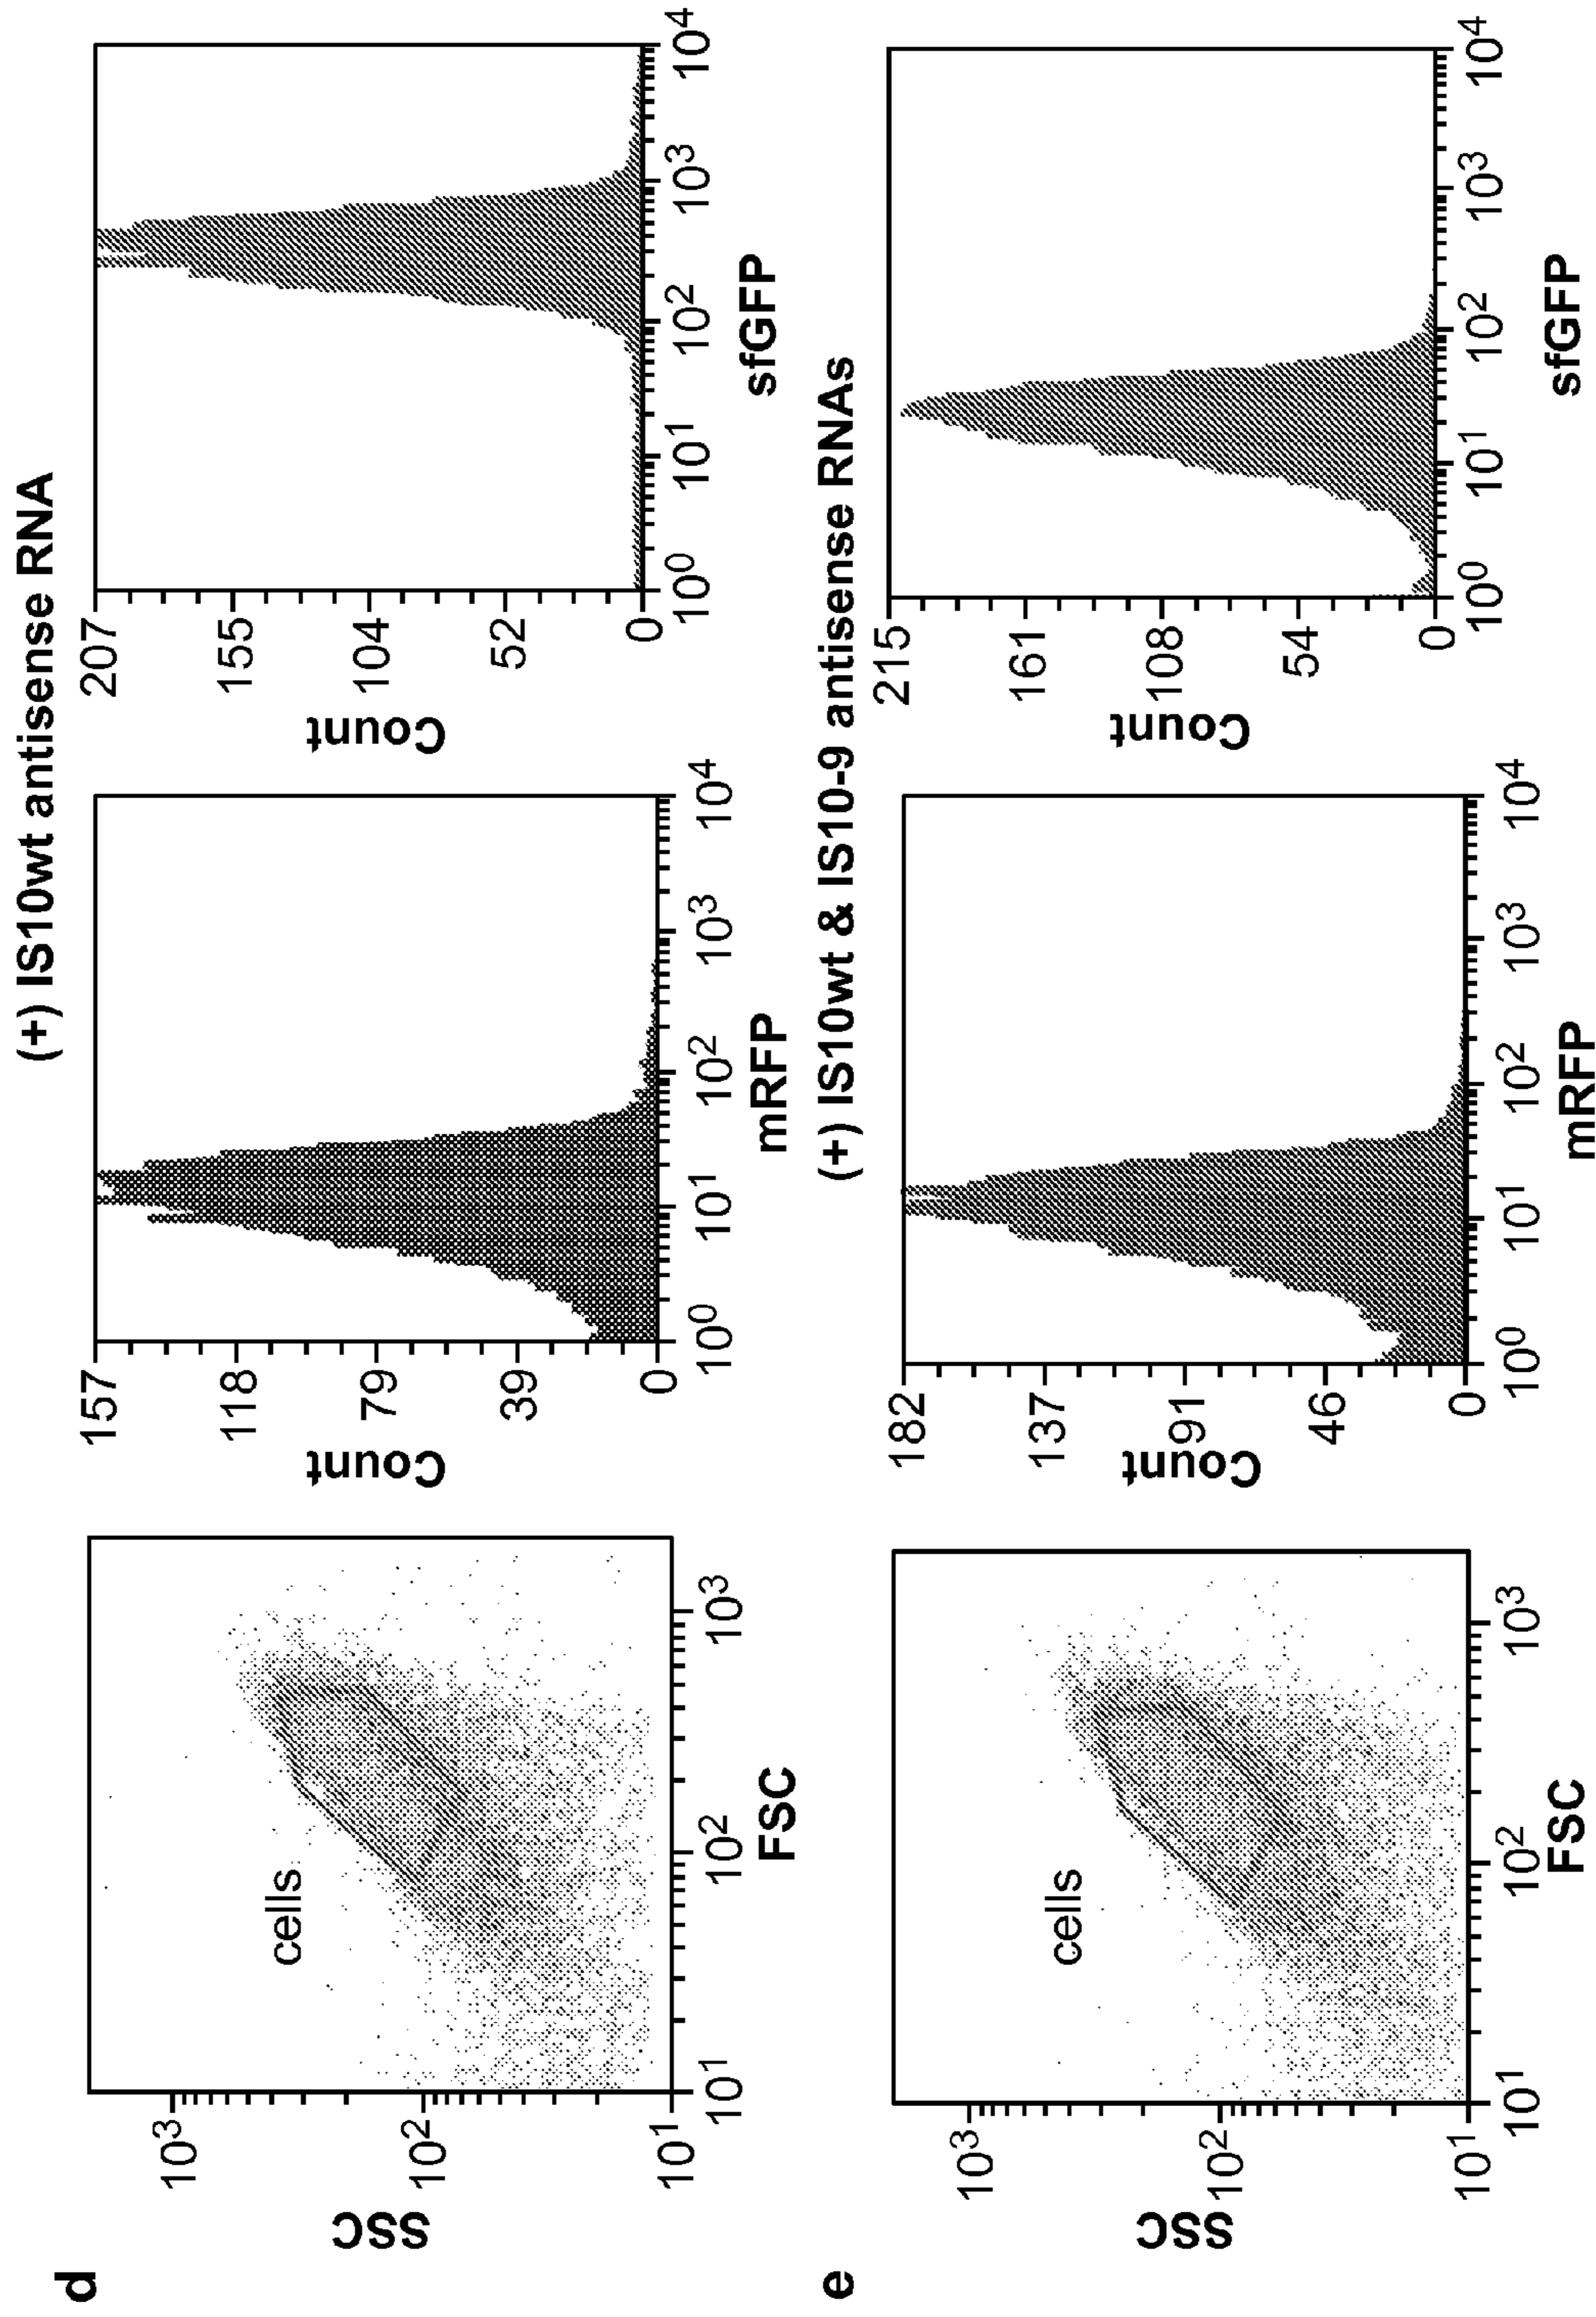 d
(+) IS10wt antisense RNA
SSC
10³
10²
10¹
cells
10¹
10²
10³
FSC
Count
157
118
79
39
0
10⁰
10¹
10²
10³
10⁴
mRFP
Count
207
155
104
52
0
10⁰
10¹
10²
10³
10⁴
sfGFP
e
(+) IS10wt & IS10-9 antisense RNAs
SSC
10³
10²
10¹
cells
10¹
10²
10³
FSC
Count
182
137
91
46
0
10⁰
10¹
10²
10³
10⁴
mRFP
Count
215
161
108
54
0
10⁰
10¹
10²
10³
10⁴
sfGFP